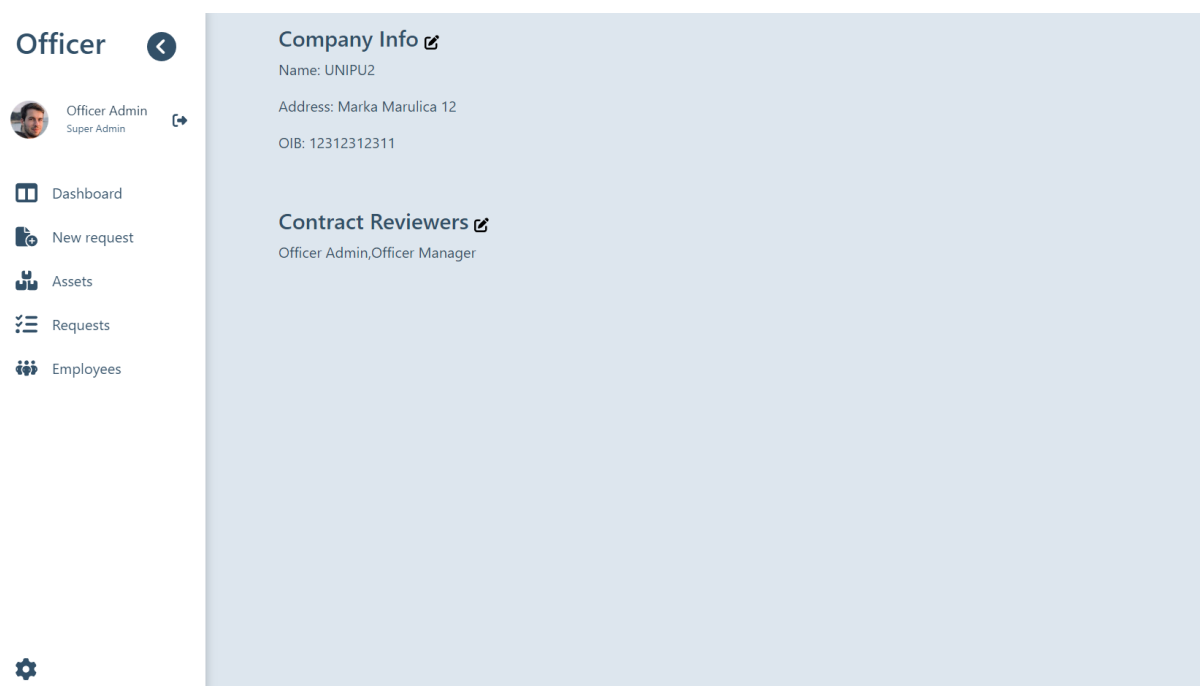 Officer
Officer Admin
Super Admin
Dashboard
New request
Assets
Requests
Employees
Company Info
Name: UNIPU2
Address: Marka Marulica 12
OIB: 12312312311
Contract Reviewers
Officer Admin,Officer Manager